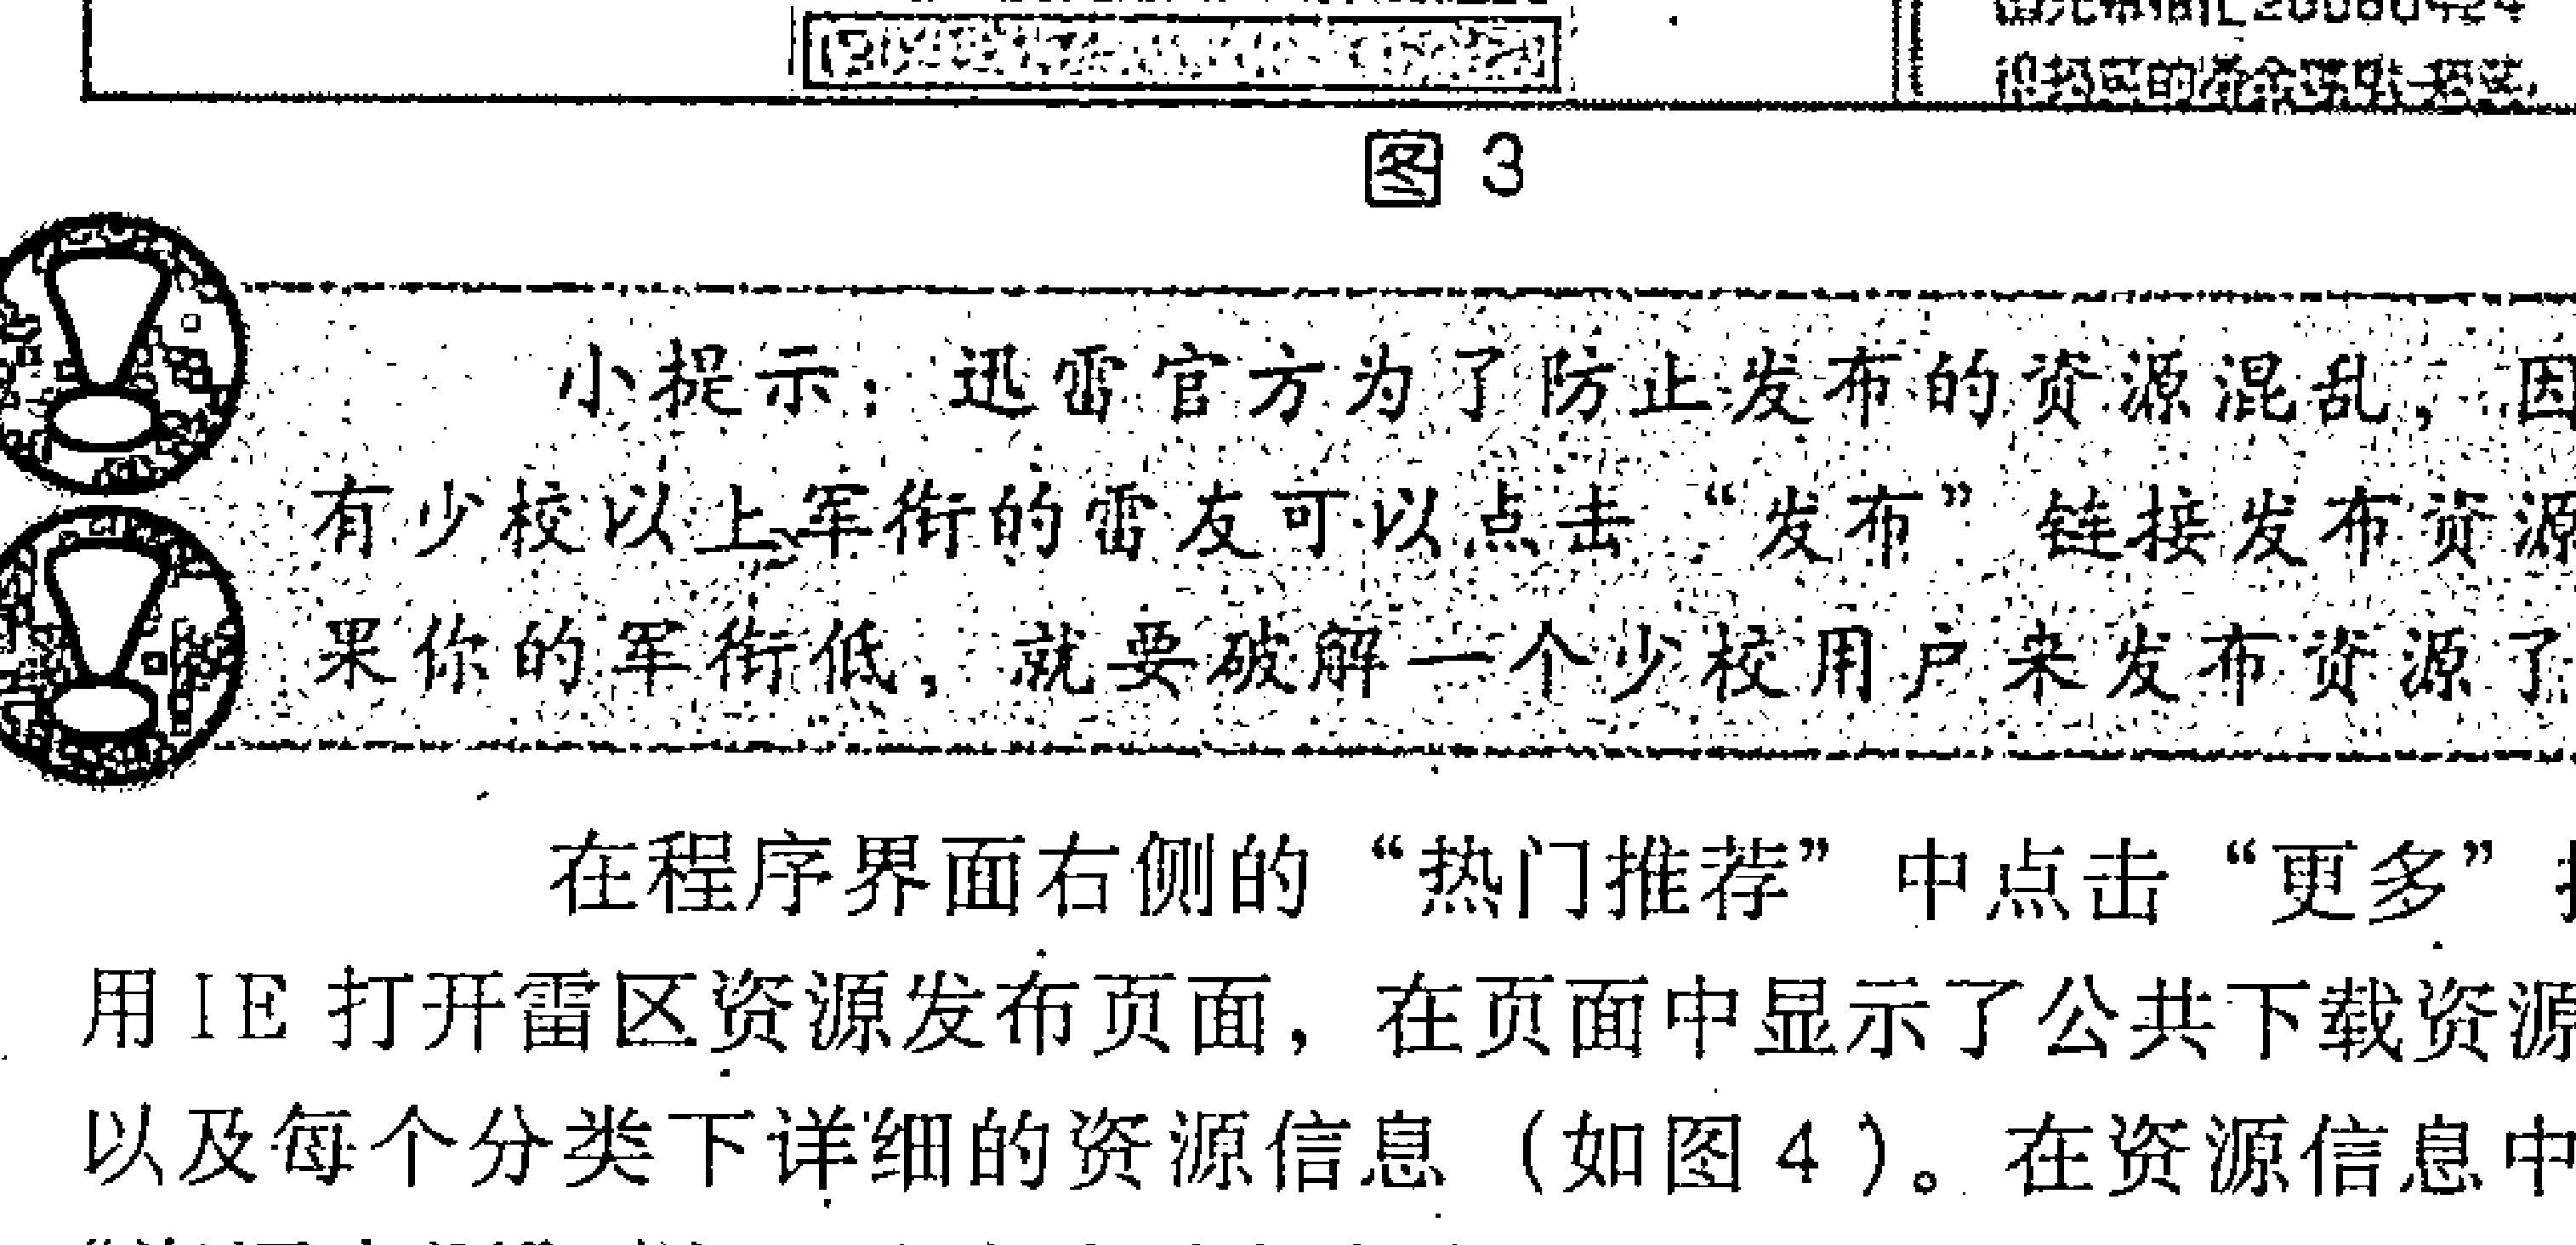 图 3
小提示：迅雷官方为了防止发布的资源混乱，因
有少校以上军衔的雷友可以点击“发布”链接发布资源
果你的军衔低，就要破解一个少校用户来发布资源了
在程序界面右侧的“热门推荐”中点击“更多”
用IE打开雷区资源发布页面，在页面中显示了公共下载资源
以及每个分类下详细的资源信息（如图4）。在资源信息中